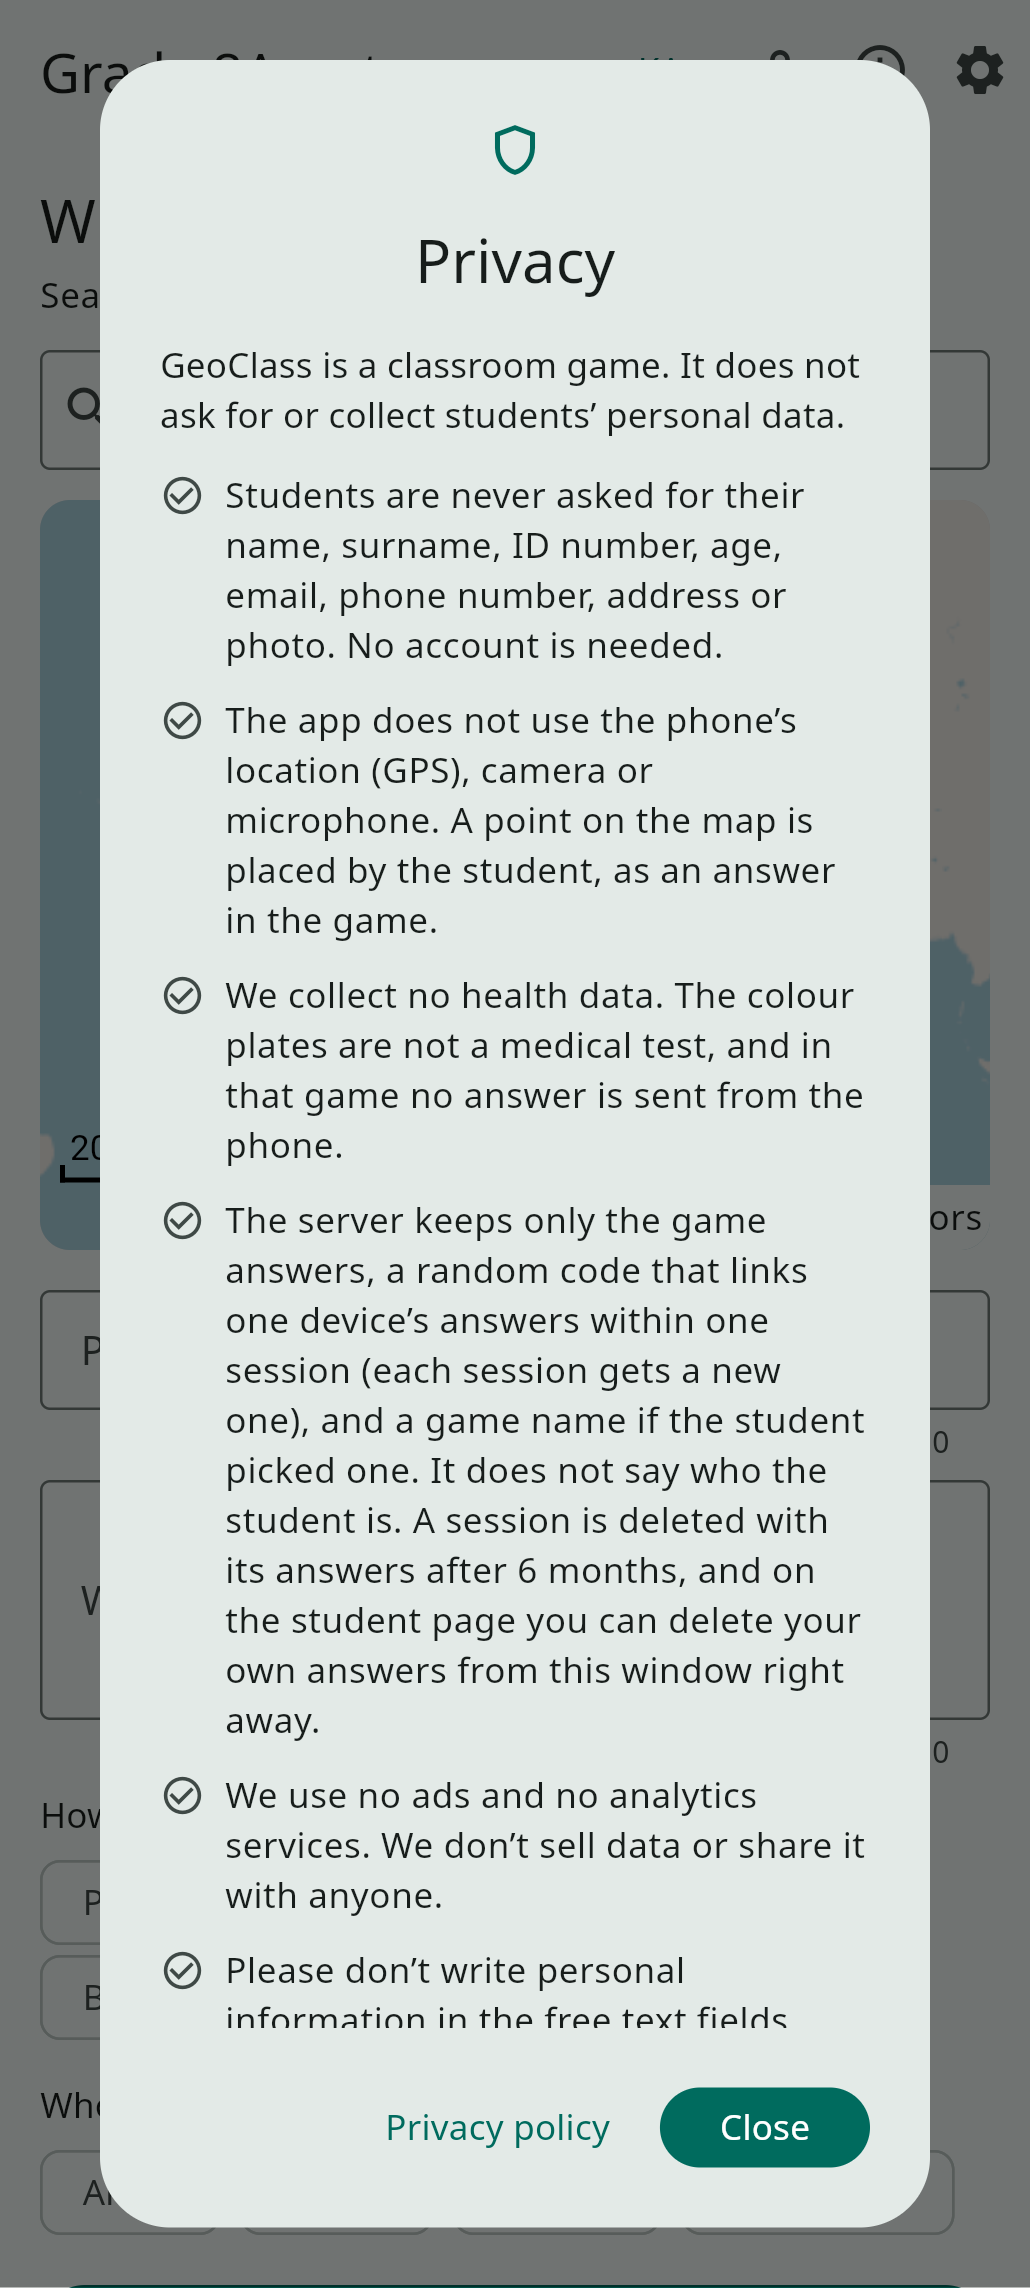 Privacy
GeoClass is a classroom game. It does not
ask for or collect students’ personal data.
Students are never asked for their
name, surname, ID number, age,
email, phone number, address or
photo. No account is needed.
The app does not use the phone’s
location (GPS), camera or
microphone. A point on the map is
placed by the student, as an answer
in the game.
We collect no health data. The colour
plates are not a medical test, and in
that game no answer is sent from the
phone.
The server keeps only the game
answers, a random code that links
one device’s answers within one
session (each session gets a new
one), and a game name if the student
picked one. It does not say who the
student is. A session is deleted with
its answers after 6 months, and on
the student page you can delete your
own answers from this window right
away.
We use no ads and no analytics
services. We don’t sell data or share it
with anyone.
Please don’t write personal
information in the free text fields
Privacy policy
Close